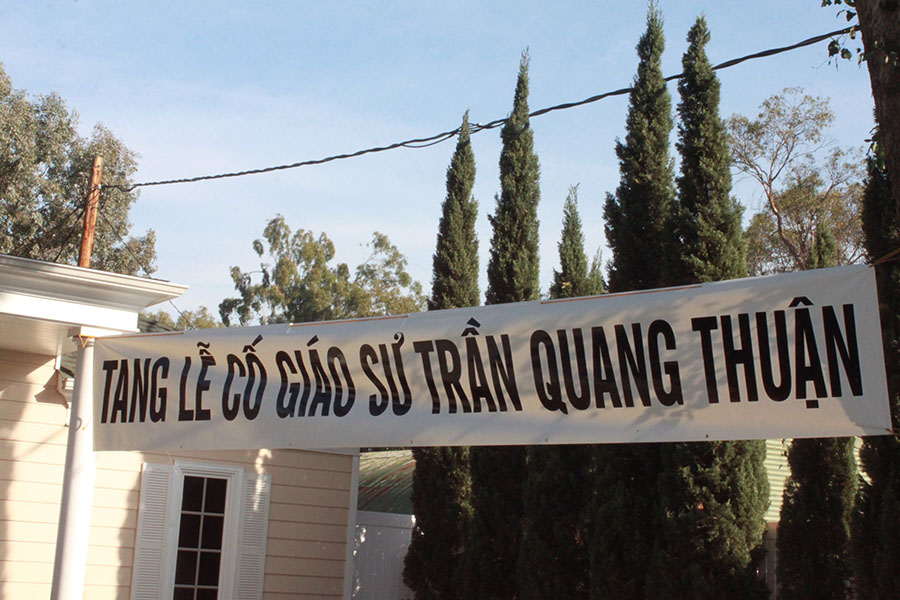 TANG LỄ CỐ GIÁO SƯ TRẦN QUANG THUẬN